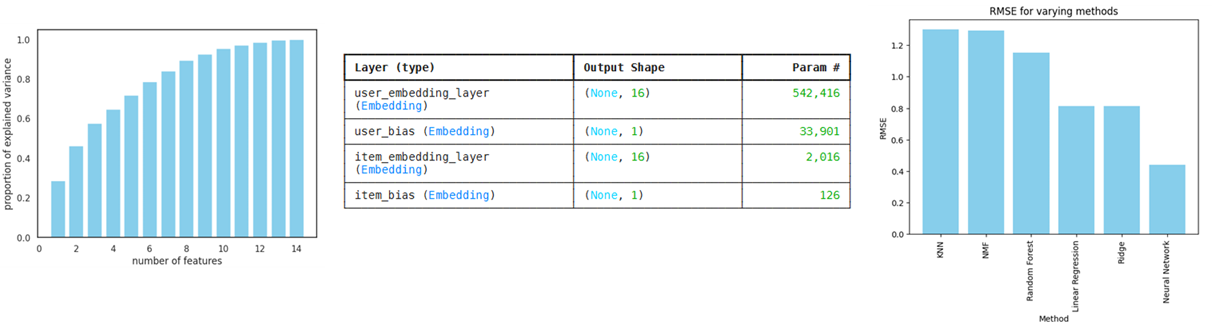 1.0
0.8
0.6
0.4
0.2
0.0
0 2 4 6 8 10 12 14
number of features
proportion of explained variance
Layer (type) Output Shape Param #
user_embedding_layer (None, 16) 542,416
(Embedding)
user_bias (Embedding) (None, 1) 33,901
item_embedding_layer (None, 16) 2,016
(Embedding)
item_bias (Embedding) (None, 1) 126
RMSE for varying methods
1.2
1.0
0.8
0.6
0.4
0.2
0.0
RMSE
KNN
NMF
Random Forest
Linear Regression
Ridge
Neural Network
Method